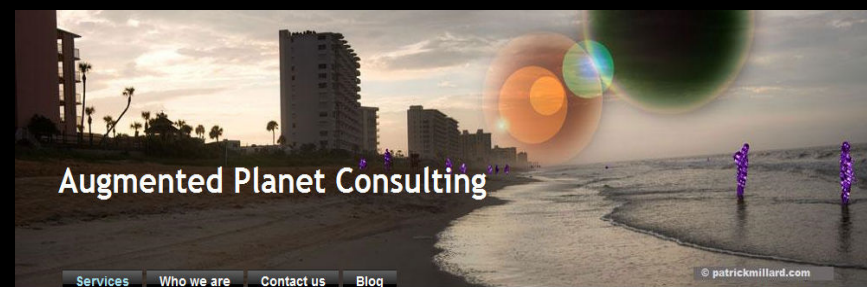 Augmented Planet Consulting
Services Who we are Contact us Blog
© patrickmillard.com